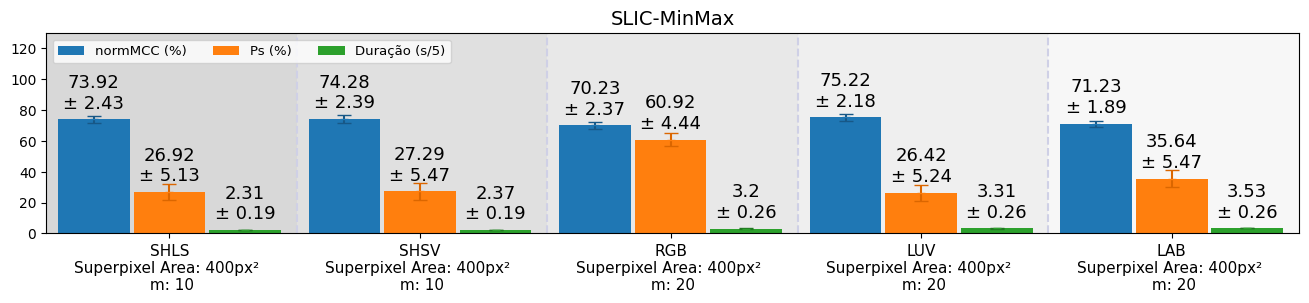 SLIC-MinMax
normMCC (%) Ps (%) Duração (s/5)
120
100
80
60
40
20
0
73.92
± 2.43
26.92
± 5.13
2.31
± 0.19
74.28
± 2.39
27.29
± 5.47
2.37
± 0.19
70.23
± 2.37
60.92
± 4.44
3.2
± 0.26
75.22
± 2.18
26.42
± 5.24
3.31
± 0.26
71.23
± 1.89
35.64
± 5.47
3.53
± 0.26
SHLS
Superpixel Area: 400px²
m: 10
SHSV
Superpixel Area: 400px²
m: 10
RGB
Superpixel Area: 400px²
m: 20
LUV
Superpixel Area: 400px²
m: 20
LAB
Superpixel Area: 400px²
m: 20